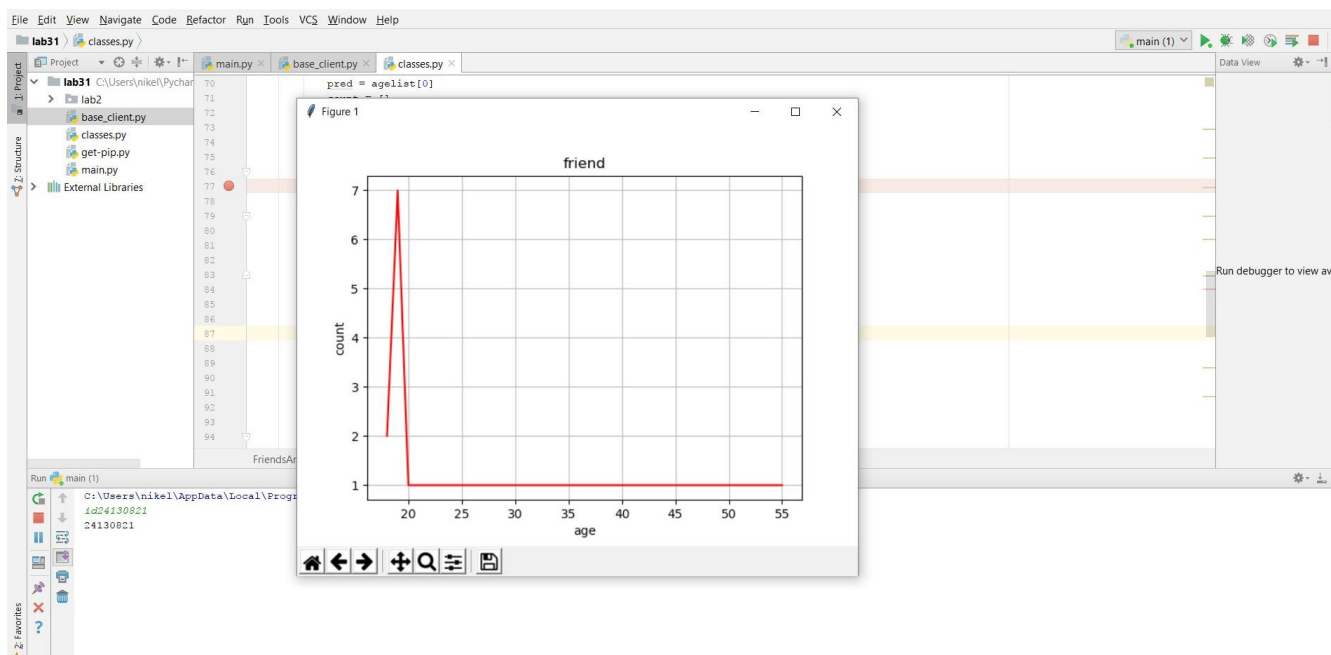 File Edit View Navigate Code Refactor Run Tools VCS Window Help
lab31 classes.py
main (1)
1: Project
Project
main.py
base_client.py
classes.py
Data View
lab31 C:\Users\nikel\Pychar
lab2
base_client.py
classes.py
get-pip.py
main.py
External Libraries
Z: Structure
70 pred = agelist[0]
71
72
73
74
75
76
77
78
79
80
81
82
83
84
85
86
87
88
89
90
91
92
93
94
Figure 1
friend
count
7
6
5
4
3
2
1
20 25 30 35 40 45 50 55
age
Run debugger to view av
FriendsAr
Run main (1)
C:\Users\nikel\AppData\Local\Progr
id24130821
24130821
2: Favorites